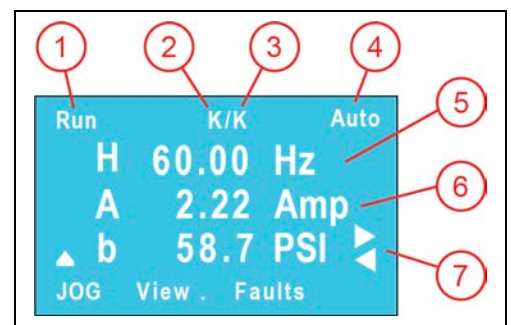 1 2 3 4
Run K/K Auto
5
H 60.00 Hz
A 2.22 Amp
6
b 58.7 PSI
7
JOG View . Faults